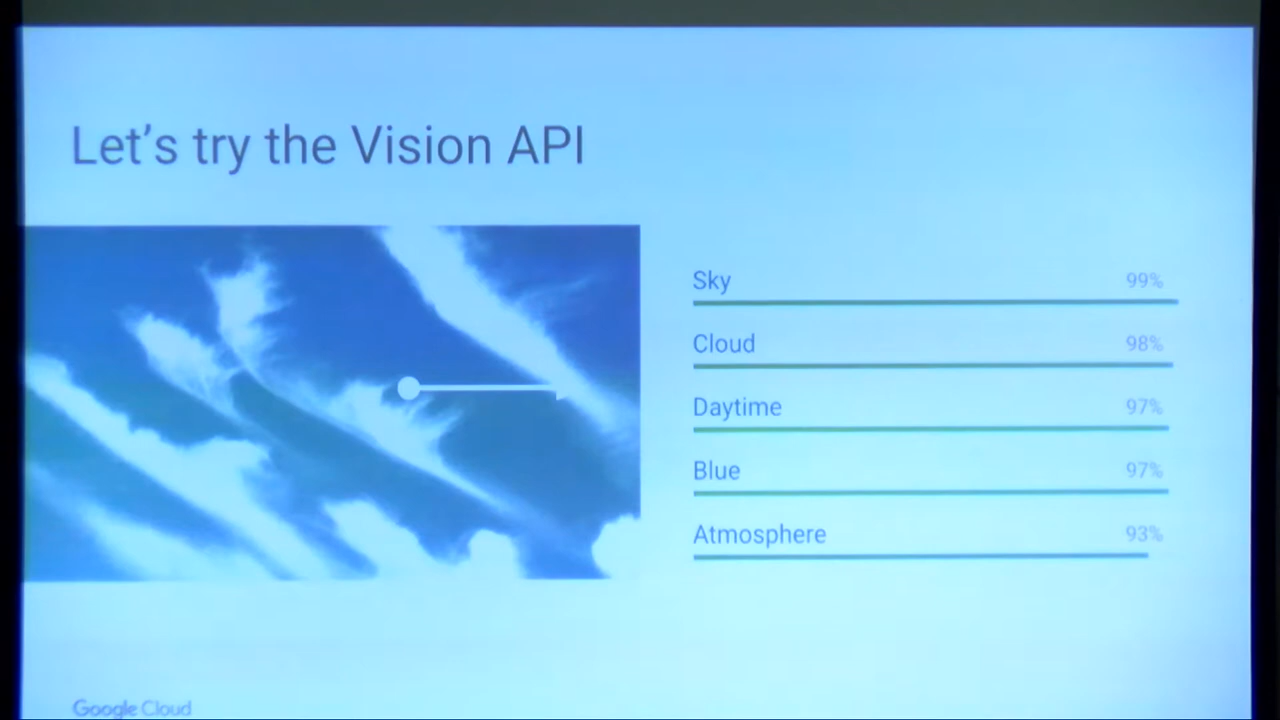 Let's try the Vision API
Sky 99%
Cloud 98%
Daytime 97%
Blue 97%
Atmosphere 93%
Google Cloud